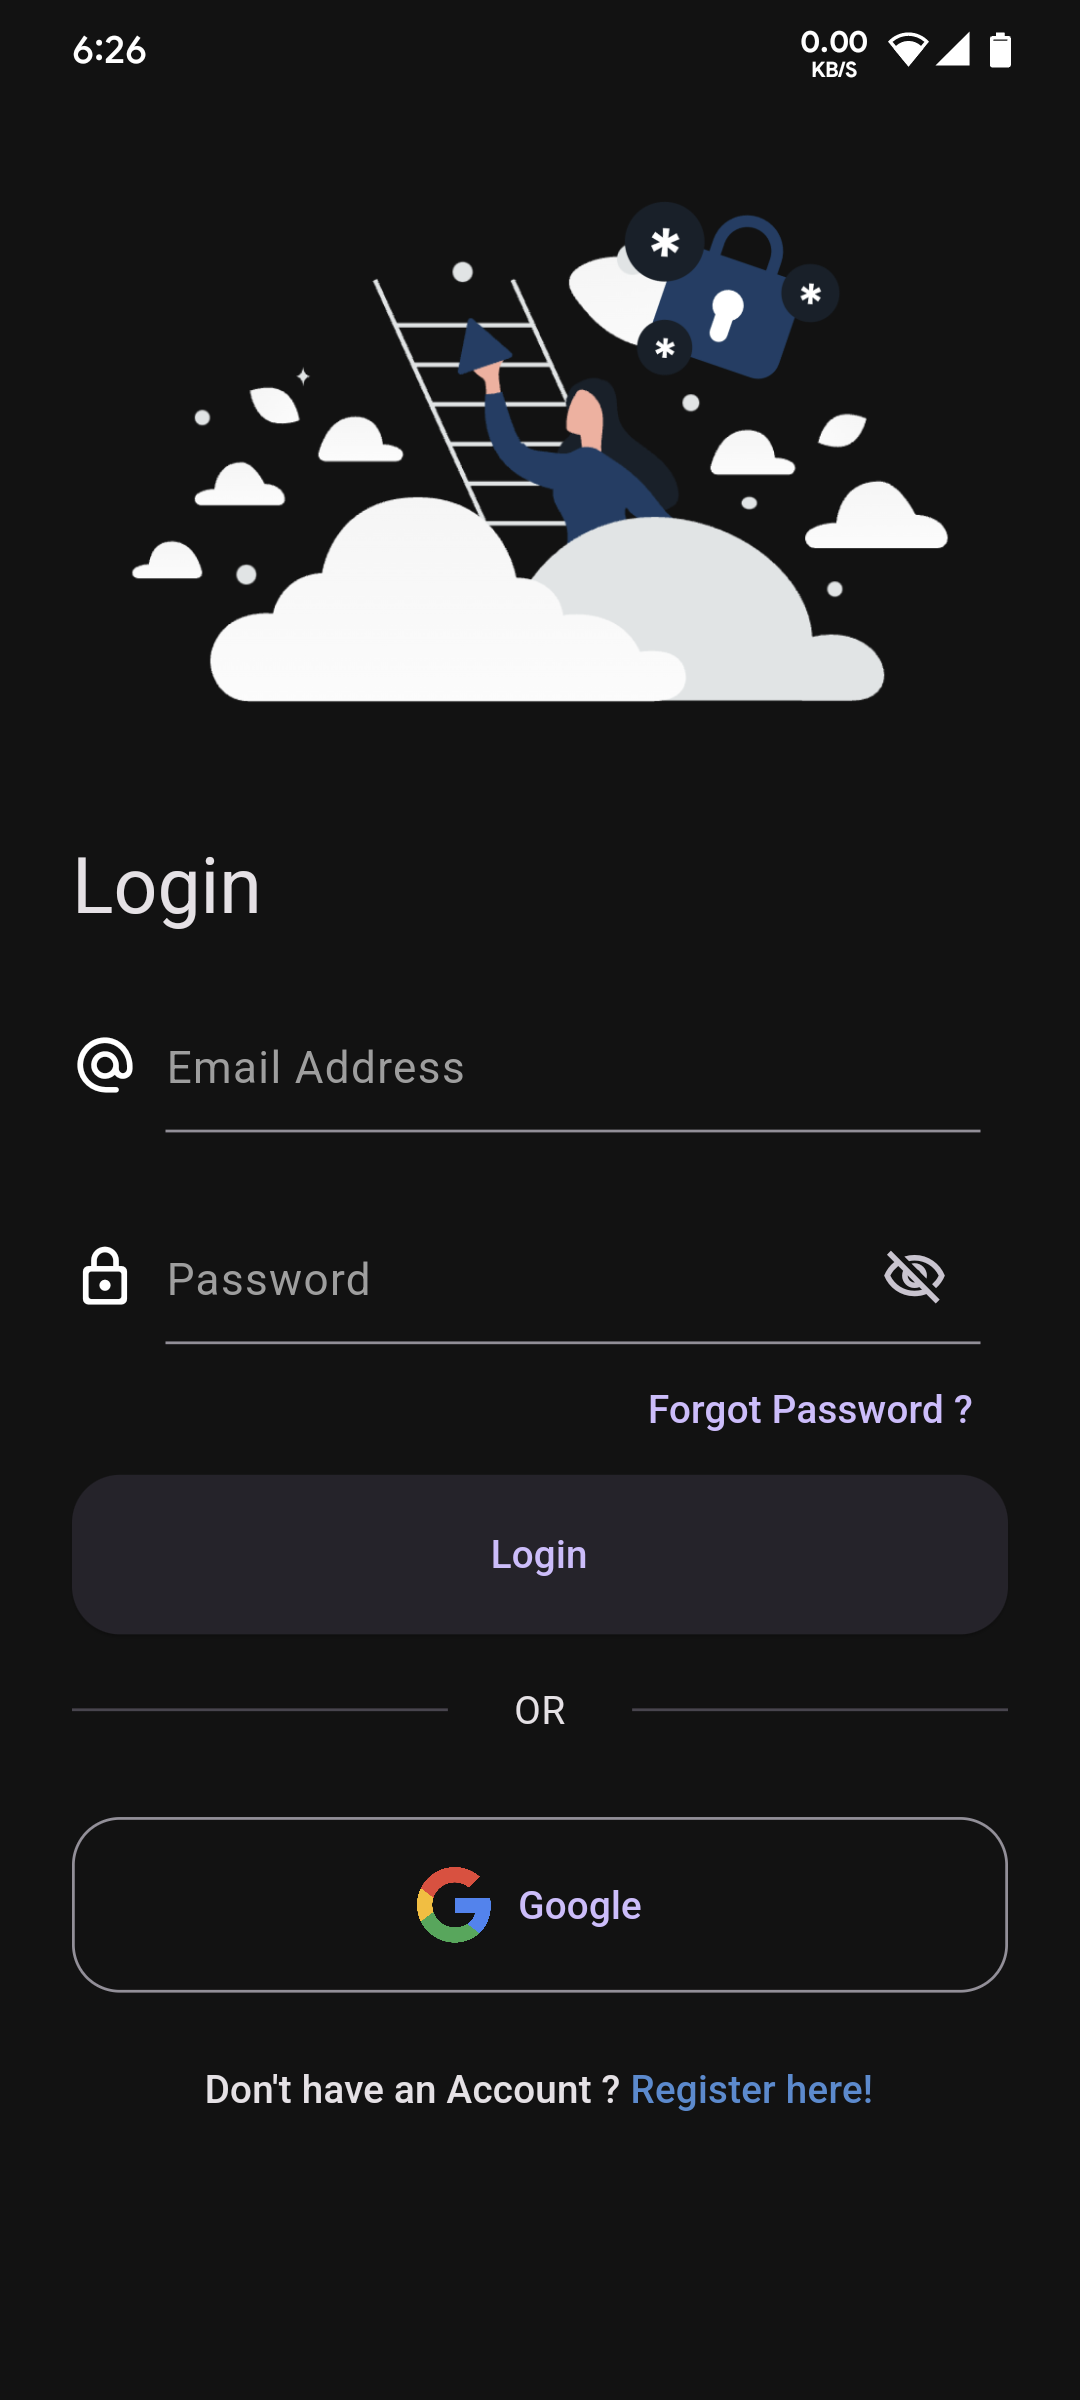 6:26
0.00
KB/S
Login
Email Address
Password
Forgot Password ?
Login
OR
Google
Don't have an Account ? Register here!